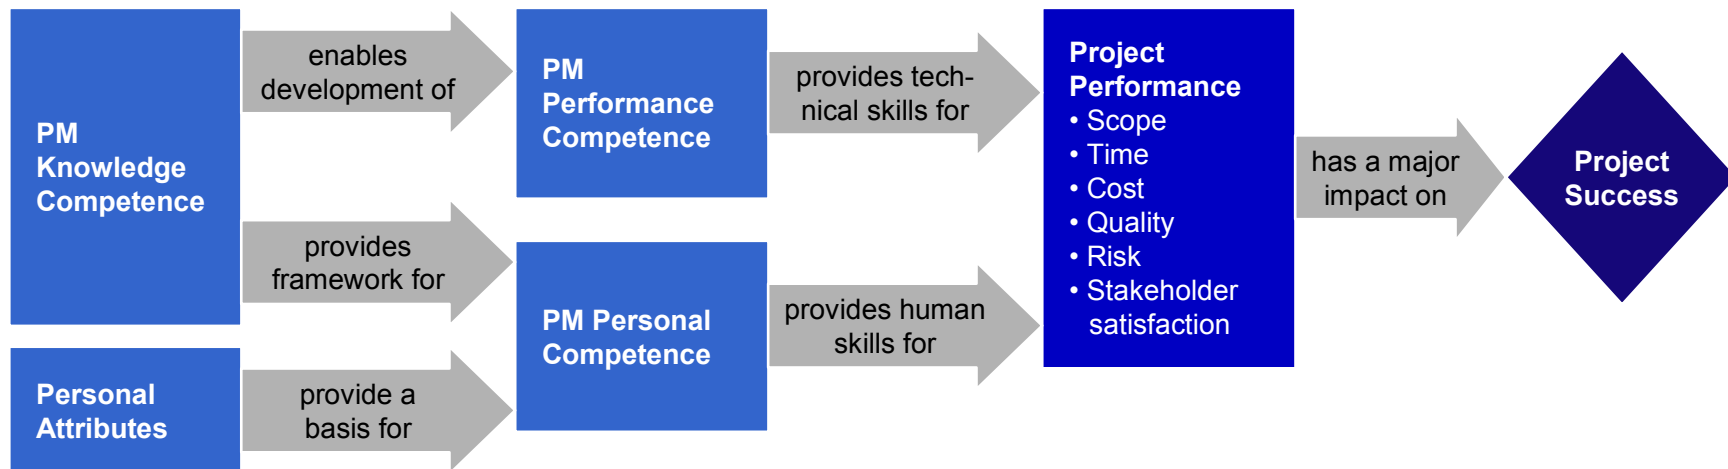 PM
Knowledge
Competence
enables
development of
PM
Performance
Competence
provides tech-
nical skills for
Project
Performance
• Scope
• Time
• Cost
• Quality
• Risk
• Stakeholder
satisfaction
has a major
impact on
Project
Success
provides
framework for
PM Personal
Competence
provides human
skills for
Personal
Attributes
provide a
basis for